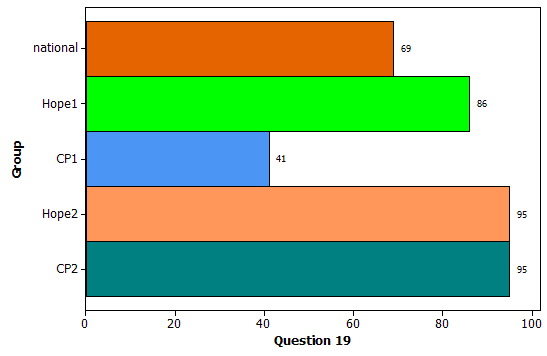 national
69
Hope1
86
CP1
41
Hope2
95
CP2
95
Group
0 20 40 60 80 100
Question 19